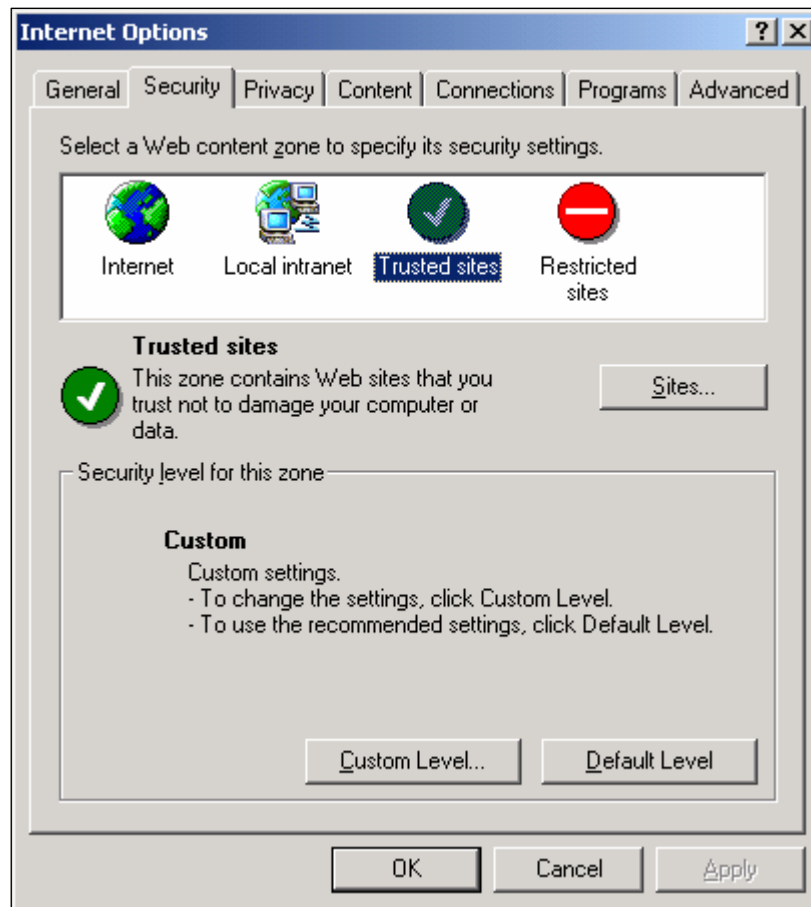 Internet Options
General Security Privacy Content Connections Programs Advanced
Select a Web content zone to specify its security settings.
Internet Local intranet Trusted sites Restricted sites
Trusted sites
This zone contains Web sites that you
trust not to damage your computer or
data.
Sites...
Security level for this zone
Custom
Custom settings.
- To change the settings, click Custom Level.
- To use the recommended settings, click Default Level.
Custom Level... Default Level
OK Cancel Apply